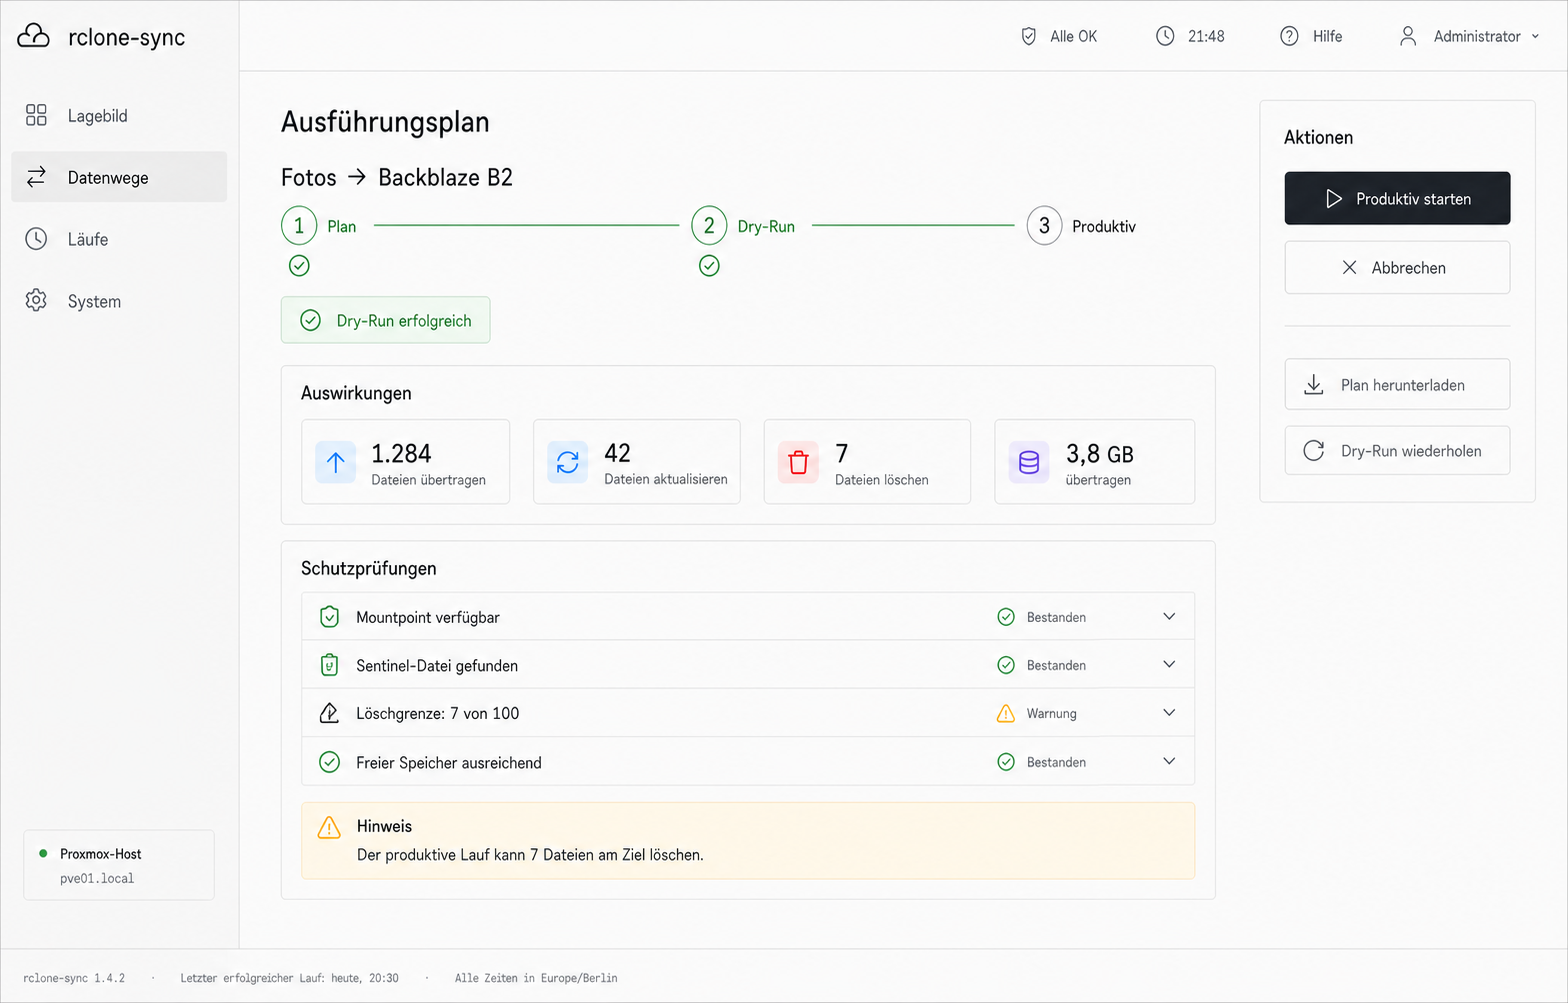 rclone-sync
Alle OK
21:48
Hilfe
Administrator
Lagebild
Datenwege
Läufe
System
Proxmox-Host
pve01.local
Ausführungsplan
Fotos → Backblaze B2
1 Plan
2 Dry-Run
3 Produktiv
Dry-Run erfolgreich
Auswirkungen
1.284
Dateien übertragen
42
Dateien aktualisieren
7
Dateien löschen
3,8 GB
übertragen
Schutzprüfungen
Mountpoint verfügbar Bestanden
Sentinel-Datei gefunden Bestanden
Löschgrenze: 7 von 100 Warnung
Freier Speicher ausreichend Bestanden
Hinweis
Der produktive Lauf kann 7 Dateien am Ziel löschen.
Aktionen
Produktiv starten
Abbrechen
Plan herunterladen
Dry-Run wiederholen
rclone-sync 1.4.2 · Letzter erfolgreicher Lauf: heute, 20:30 · Alle Zeiten in Europe/Berlin